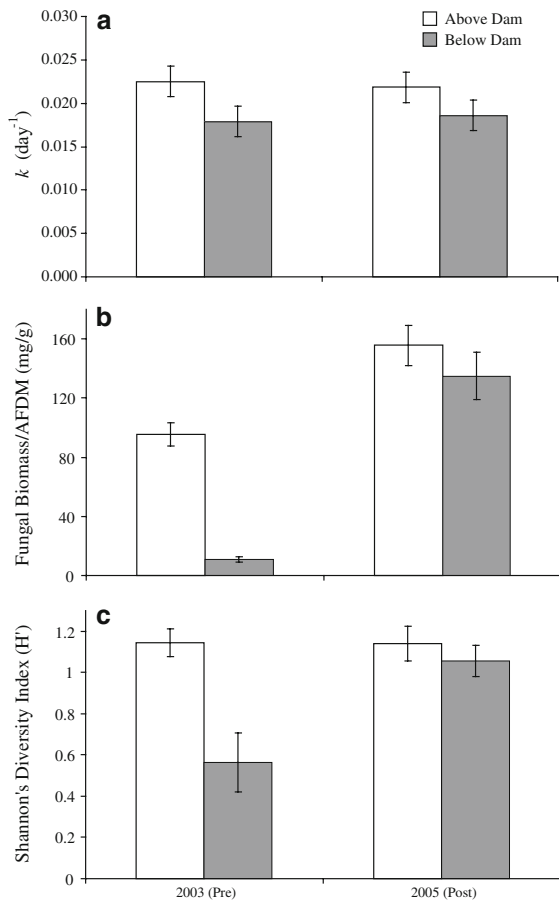 a
Above Dam
Below Dam
0.030
0.025
0.020
0.015
0.010
0.005
0.000
k (day⁻¹)
b
160
120
80
40
0
Fungal Biomass/AFDM (mg/g)
c
1.2
1
0.8
0.6
0.4
0.2
0
Shannon's Diversity Index (H')
2003 (Pre)
2005 (Post)